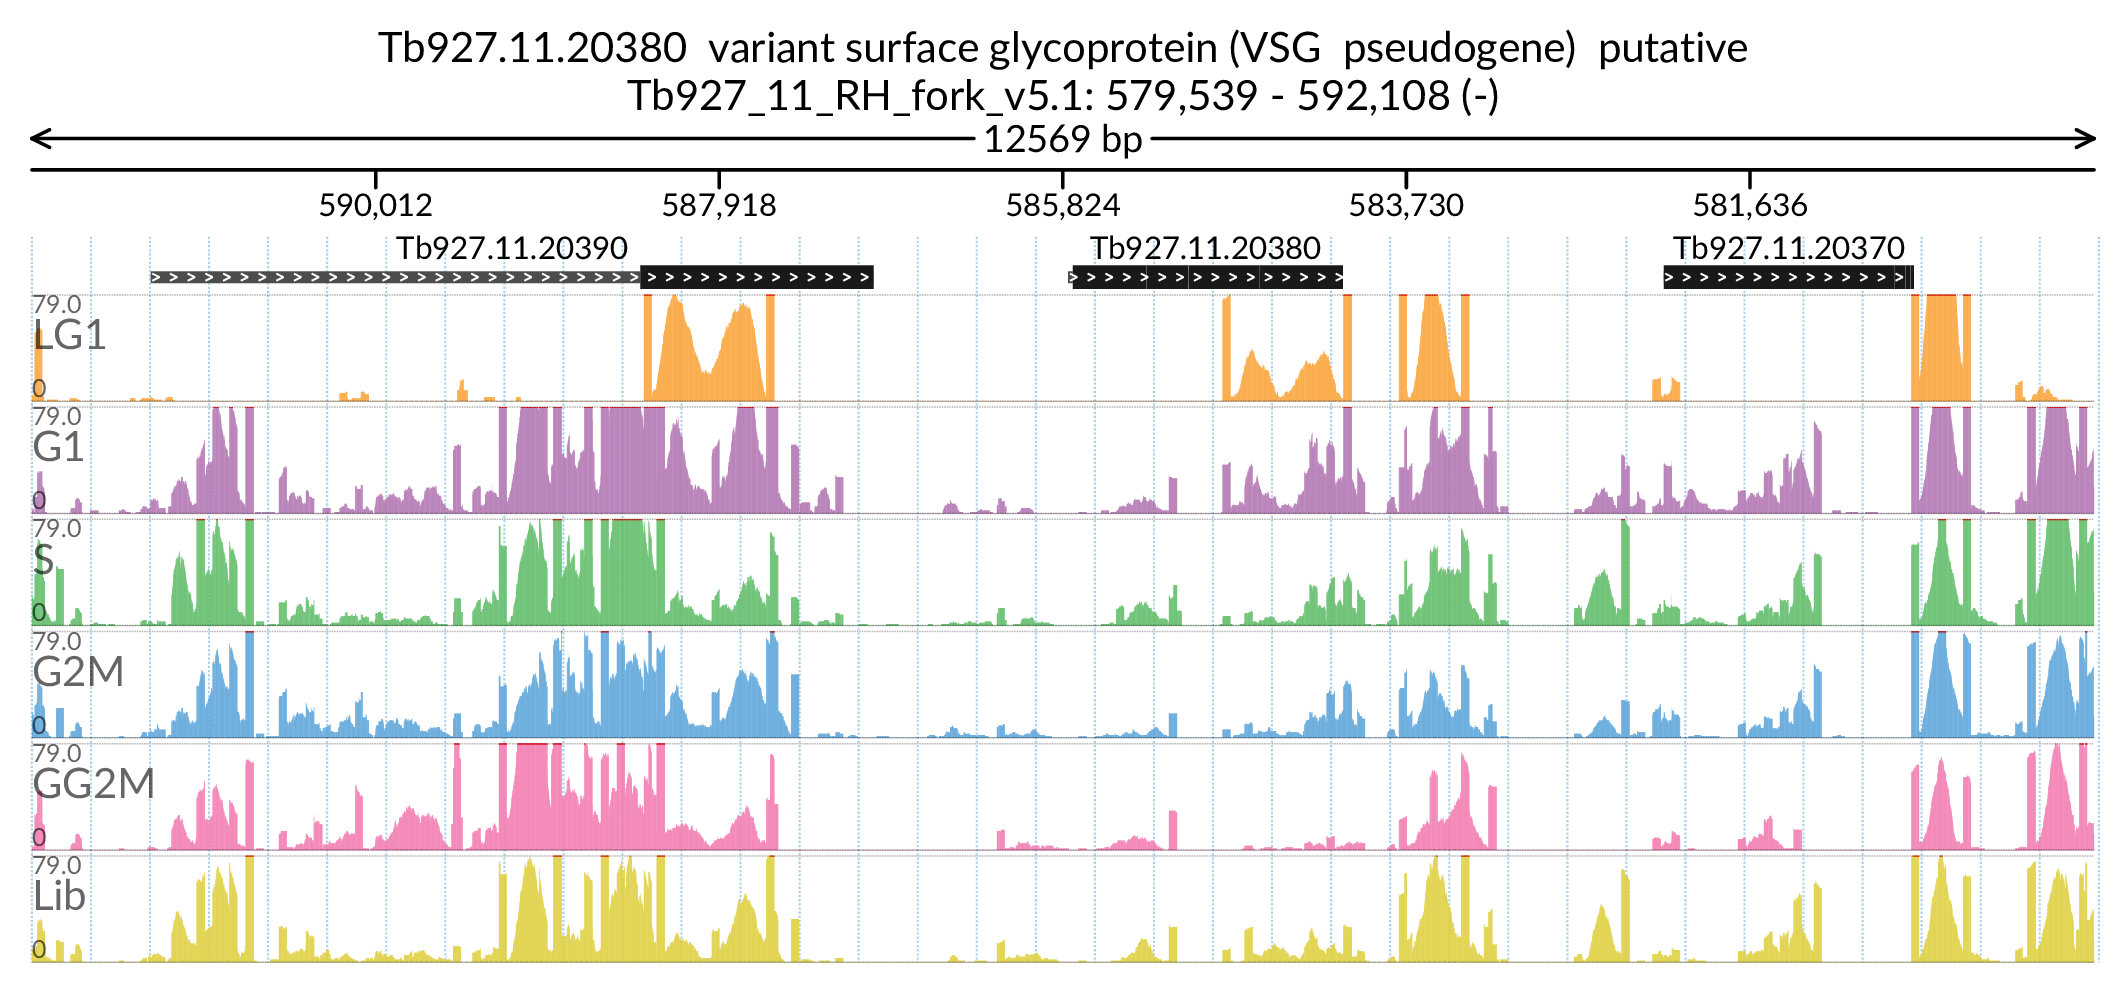 Tb927.11.20380  variant surface glycoprotein (VSG  pseudogene)  putative
Tb927_11_RH_fork_v5.1: 579,539 - 592,108 (-)
12569 bp
590,012 587,918 585,824 583,730 581,636
Tb927.11.20390 Tb927.11.20380 Tb927.11.20370
79.0
LG1
0
79.0
G1
0
79.0
S
0
79.0
G2M
0
79.0
GG2M
0
79.0
Lib
0